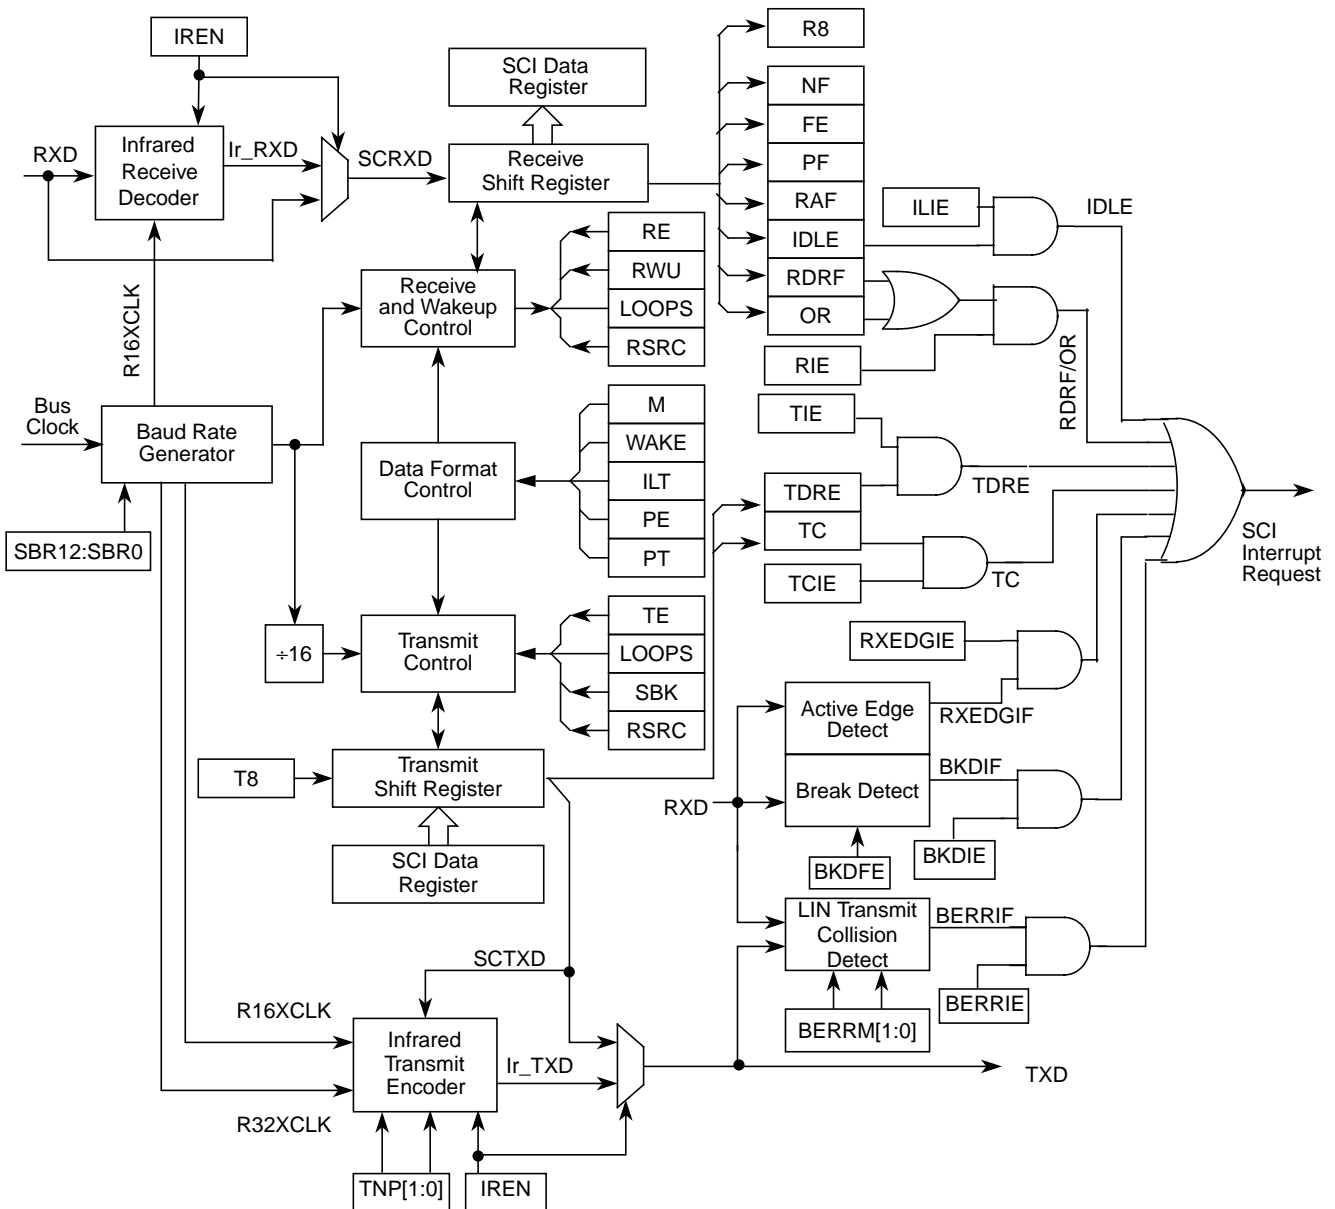 IREN
SCI Data
Register
R8
NF
FE
PF
RAF
IDLE
RDRF
OR
RXD
Infrared
Receive
Decoder
Ir_RXD
SCRXD
Receive
Shift Register
ILIE
IDLE
RE
RWU
LOOPS
RSRC
Receive
and Wakeup
Control
R16XCLK
RIE
RDRF/OR
Bus
Clock
Baud Rate
Generator
M
WAKE
ILT
PE
PT
Data Format
Control
TIE
TDRE
TC
TDRE
TCIE
TC
SCI
Interrupt
Request
SBR12:SBR0
÷16
Transmit
Control
TE
LOOPS
SBK
RSRC
RXEDGIE
Active Edge
Detect
RXEDGIF
T8
Transmit
Shift Register
RXD
Break Detect
BKDIF
BKDIE
BKDFE
SCI Data
Register
LIN Transmit
Collision
Detect
BERRIF
BERRIE
BERRM[1:0]
SCTXD
R16XCLK
Infrared
Transmit
Encoder
Ir_TXD
TXD
R32XCLK
TNP[1:0]
IREN